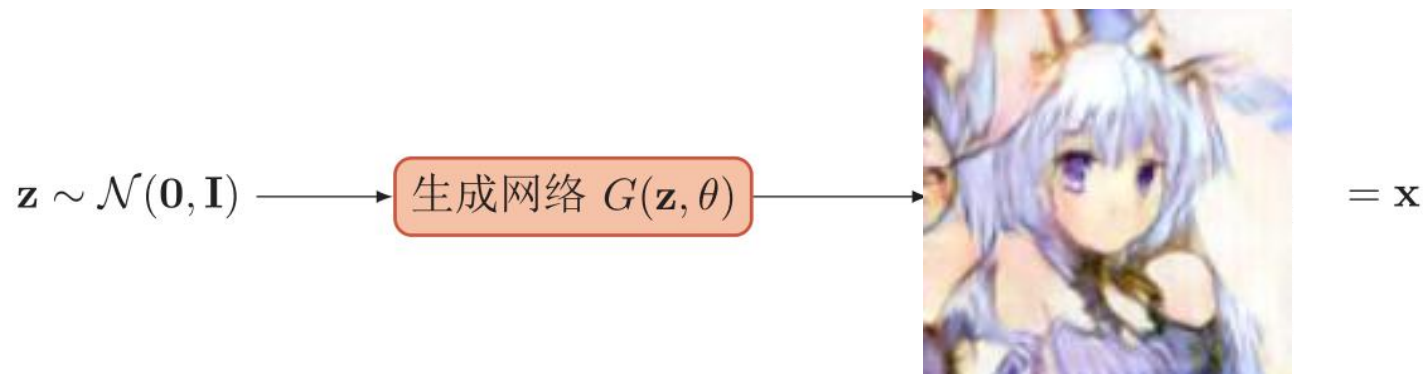 z ∼ N(0, I)
生成网络 G(z, θ)
= x